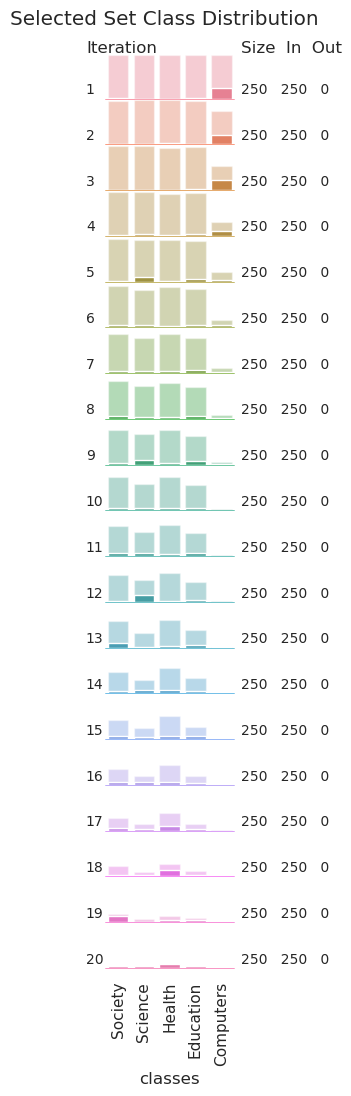 Selected Set Class Distribution
Iteration Size In Out
1 250 250 0
2 250 250 0
3 250 250 0
4 250 250 0
5 250 250 0
6 250 250 0
7 250 250 0
8 250 250 0
9 250 250 0
10 250 250 0
11 250 250 0
12 250 250 0
13 250 250 0
14 250 250 0
15 250 250 0
16 250 250 0
17 250 250 0
18 250 250 0
19 250 250 0
20 250 250 0
Society
Science
Health
Education
Computers
classes